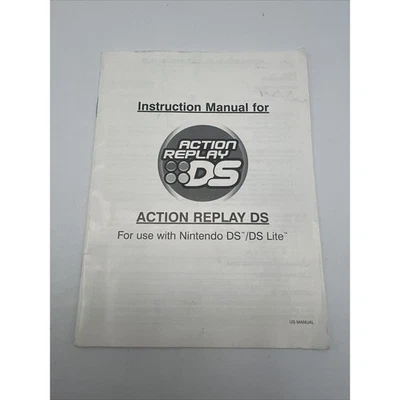 Instruction Manual for
ACTION
REPLAY
DS
ACTION REPLAY DS
For use with Nintendo DS™/DS Lite™
US MANUAL